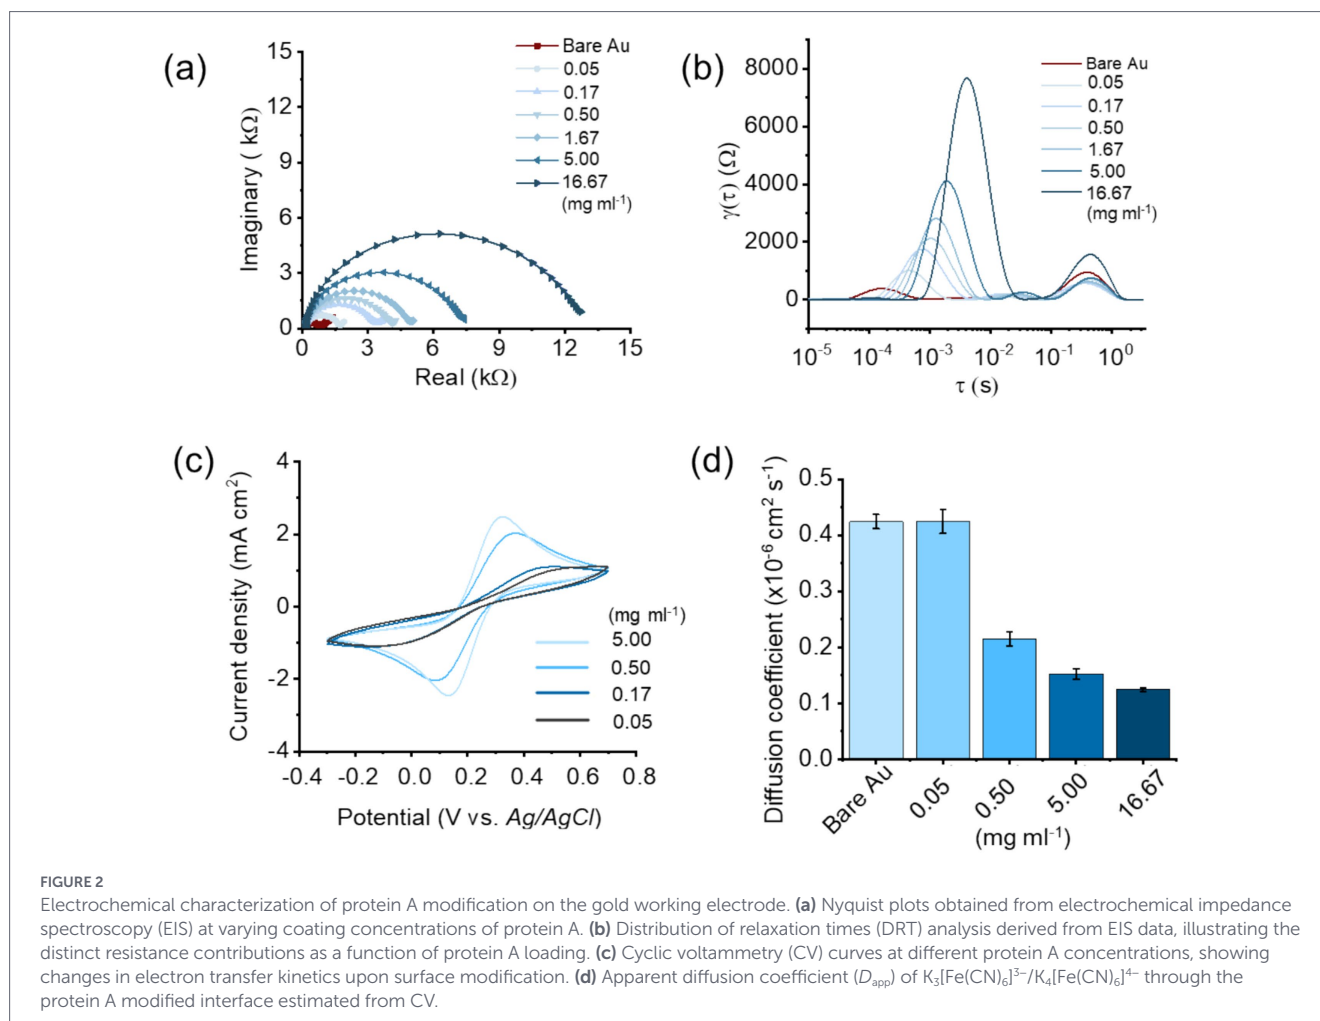 (a)
Imaginary ( kΩ)
15
12
9
6
3
0
0 3 6 9 12 15
Real (kΩ)
Bare Au
0.05
0.17
0.50
1.67
5.00
16.67
(mg ml⁻¹)
(b)
γ(τ) (Ω)
8000
6000
4000
2000
0
10⁻⁵ 10⁻⁴ 10⁻³ 10⁻² 10⁻¹ 10⁰
τ (s)
Bare Au
0.05
0.17
0.50
1.67
5.00
16.67
(mg ml⁻¹)
(c)
Current density (mA cm²)
4
2
0
-2
-4
-0.4 -0.2 0.0 0.2 0.4 0.6 0.8
Potential (V vs. Ag/AgCl)
(mg ml⁻¹)
5.00
0.50
0.17
0.05
(d)
Diffusion coefficient (x10⁻⁶ cm² s⁻¹)
0.5
0.4
0.3
0.2
0.1
0.0
Bare Au 0.05 0.50 5.00 16.67
(mg ml⁻¹)
FIGURE 2
Electrochemical characterization of protein A modification on the gold working electrode. (a) Nyquist plots obtained from electrochemical impedance
spectroscopy (EIS) at varying coating concentrations of protein A. (b) Distribution of relaxation times (DRT) analysis derived from EIS data, illustrating the
distinct resistance contributions as a function of protein A loading. (c) Cyclic voltammetry (CV) curves at different protein A concentrations, showing
changes in electron transfer kinetics upon surface modification. (d) Apparent diffusion coefficient (Dapp) of K₃[Fe(CN)₆]³⁻/K₄[Fe(CN)₆]⁴⁻ through the
protein A modified interface estimated from CV.